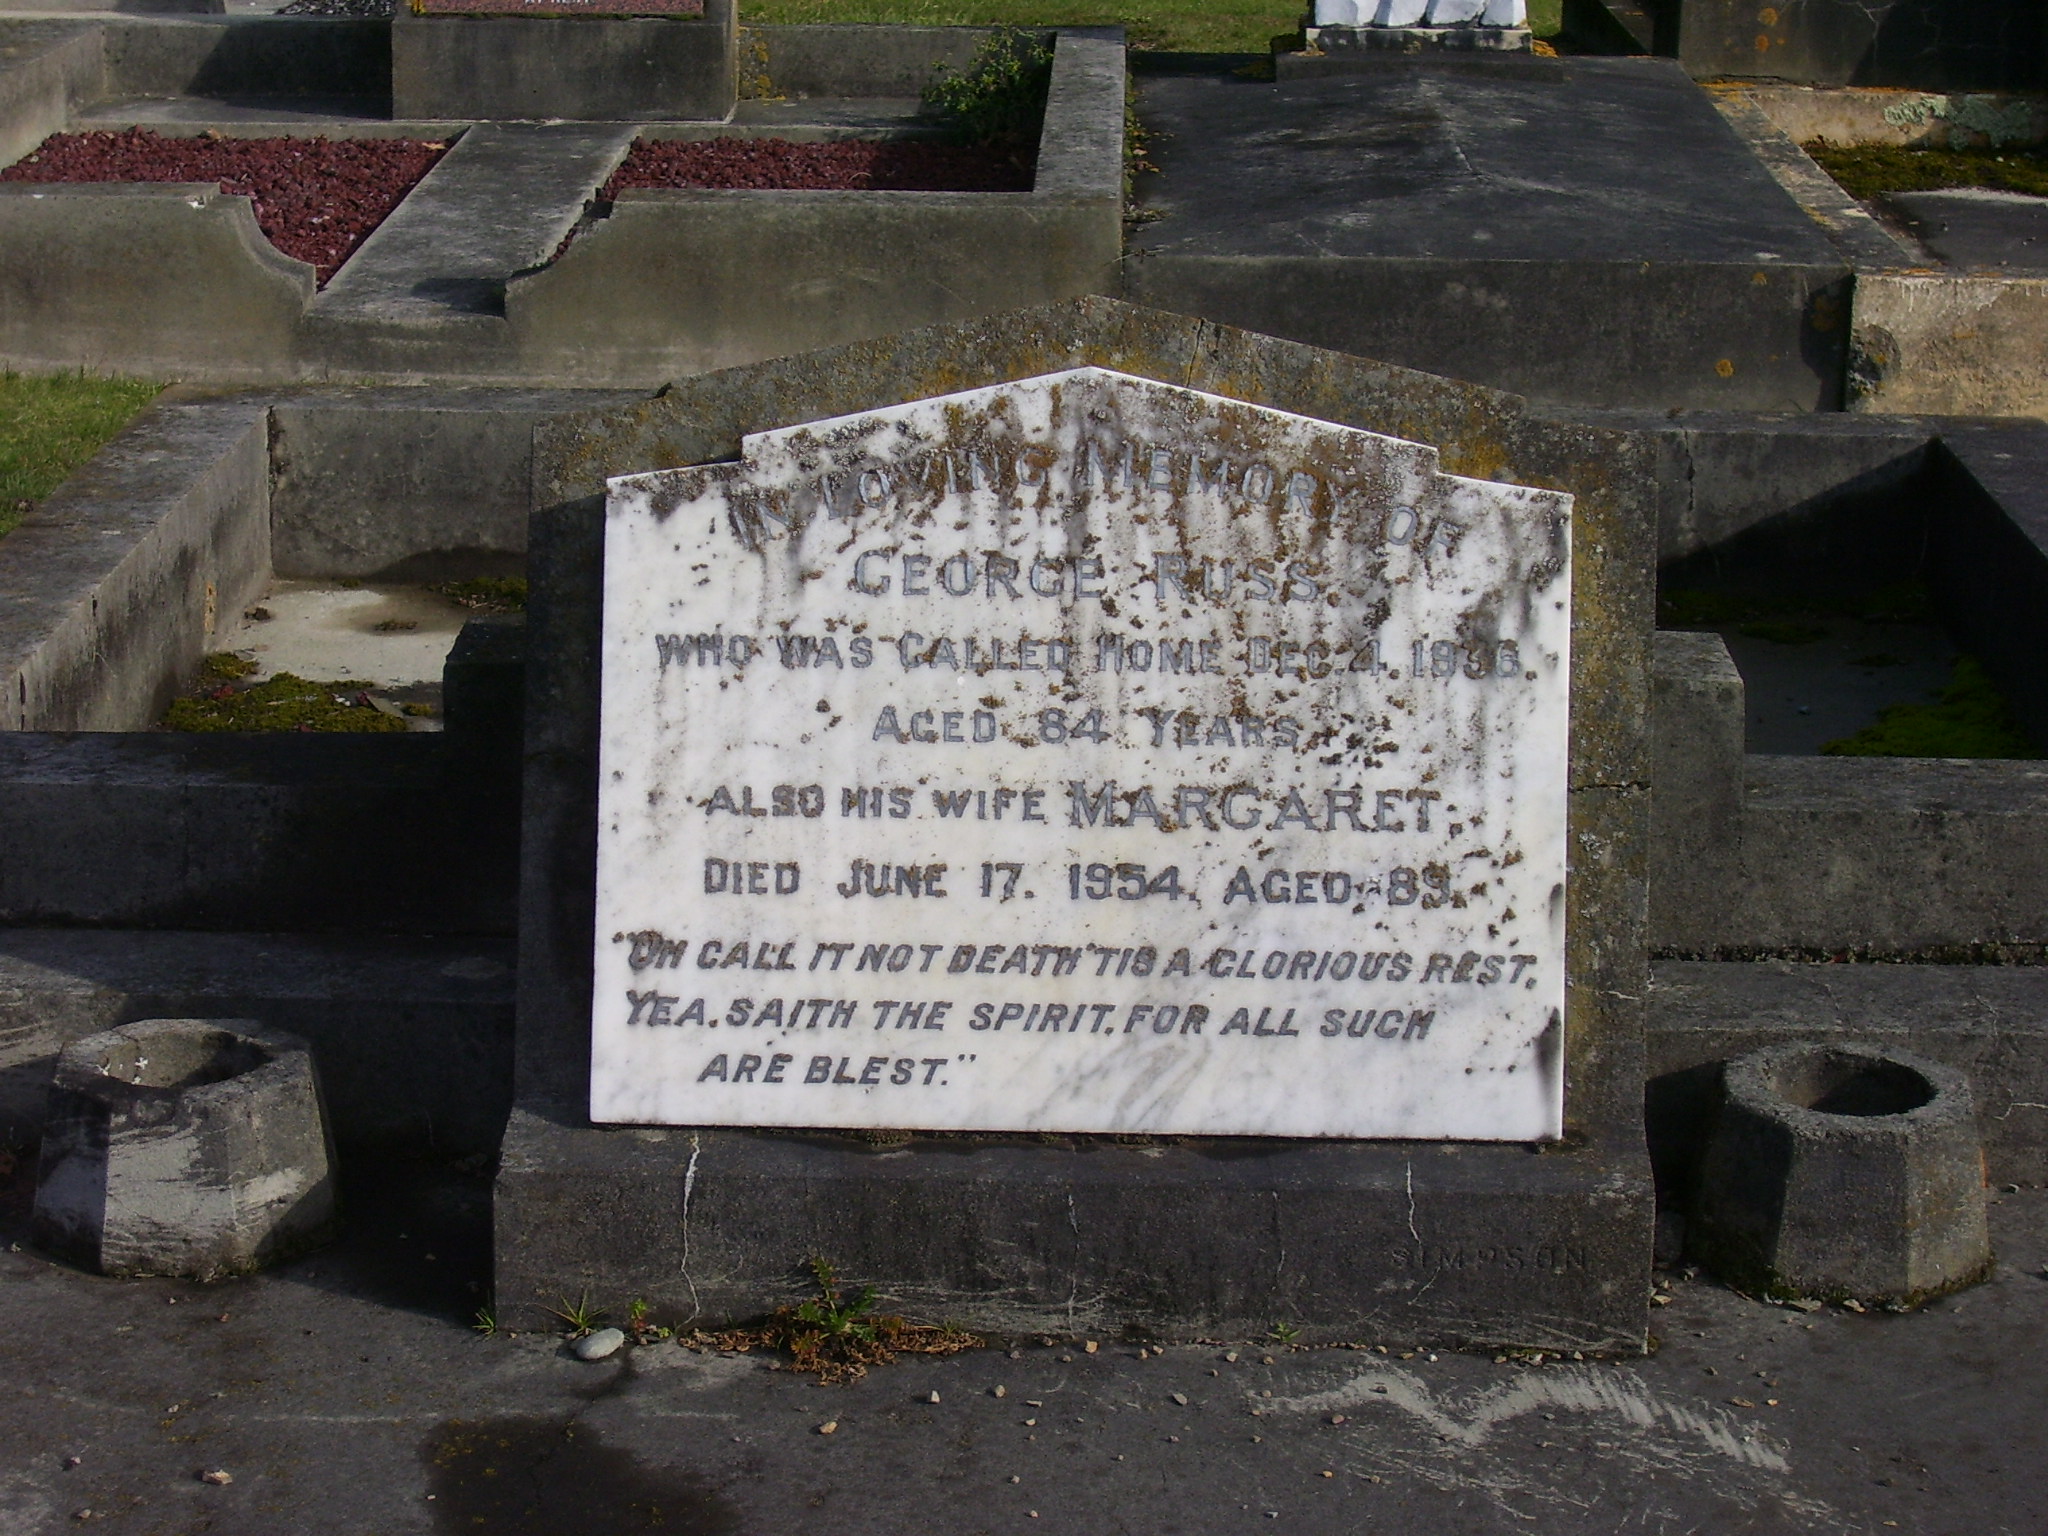 IN LOVING MEMORY OF
GEORGE RUSS
WHO WAS CALLED HOME DEC. 4. 1936.
AGED 84 YEARS
ALSO HIS WIFE MARGARET.
DIED JUNE 17. 1954. AGED 89.
"OH CALL IT NOT DEATH 'TIS A GLORIOUS REST,
YEA, SAITH THE SPIRIT, FOR ALL SUCH
ARE BLEST."
SIMPSON